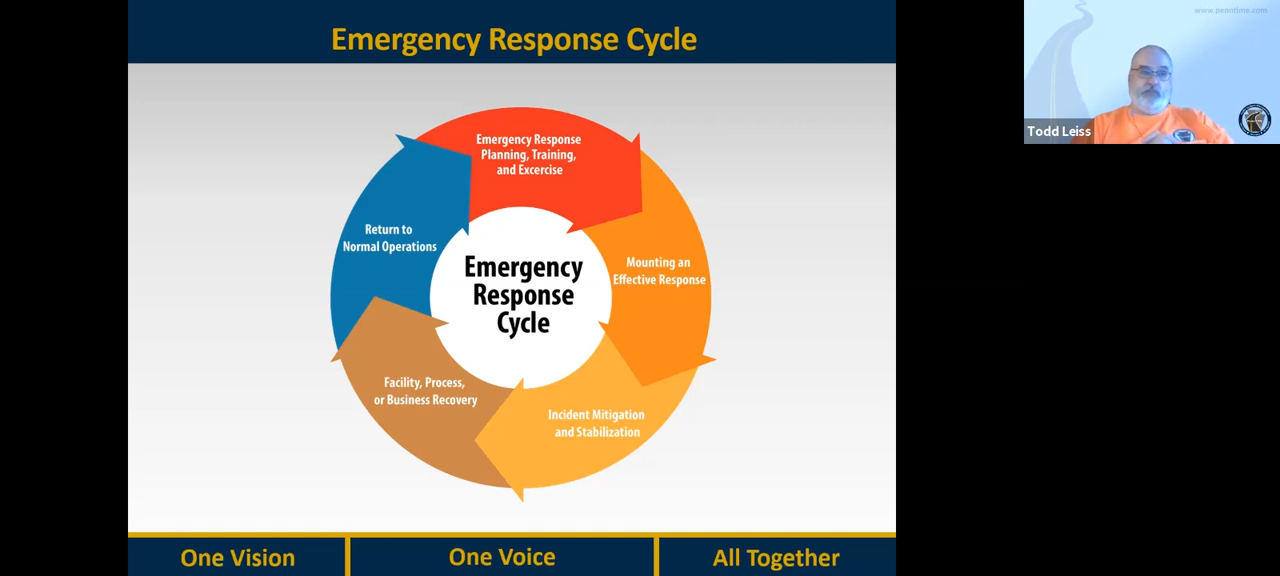 Emergency Response Cycle
www.penntime.com
Todd Leiss
Emergency Response
Planning, Training,
and Excercise
Return to
Normal Operations
Mounting an
Effective Response
Emergency
Response
Cycle
Facility, Process,
or Business Recovery
Incident Mitigation
and Stabilization
One Vision
One Voice
All Together